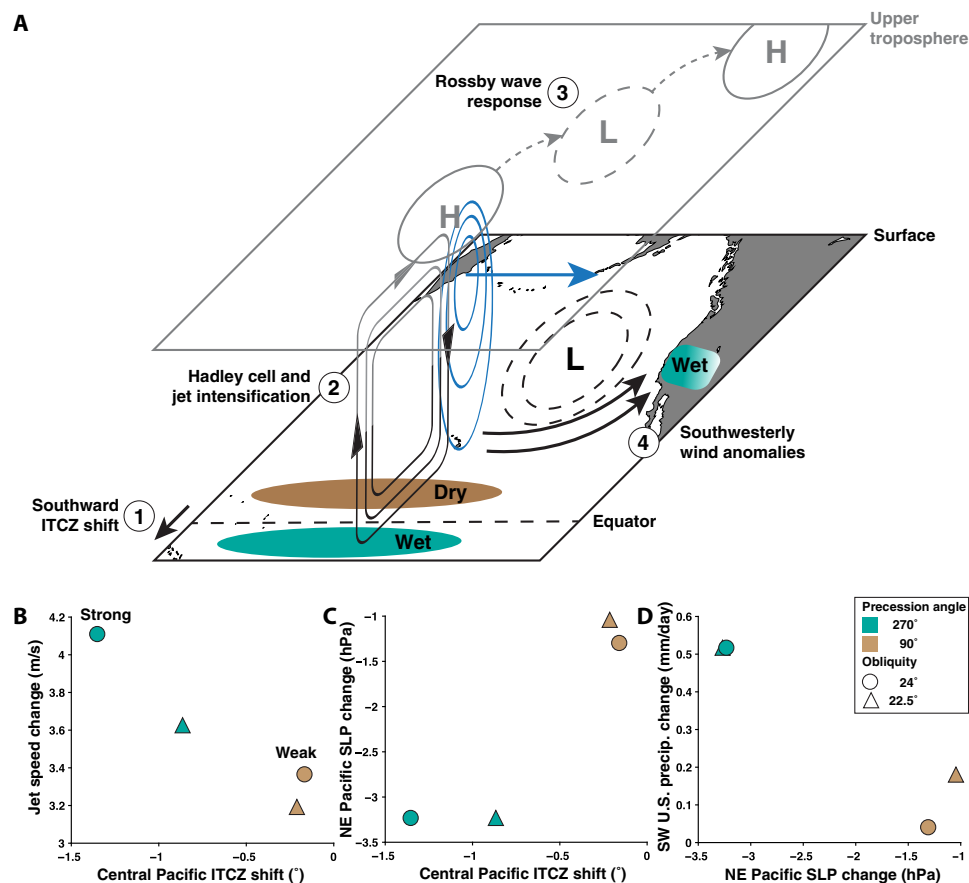 A
Upper
troposphere
H
Rossby wave
response
3
L
H
Surface
Hadley cell and
jet intensification
2
L
Wet
4
Southwesterly
wind anomalies
Southward
ITCZ shift
1
Dry
Equator
Wet
B
Strong
Weak
4.2
4
3.8
3.6
3.4
3.2
3
Jet speed change (m/s)
−1.5
−1
−0.5
0
Central Pacific ITCZ shift (˚)
C
−1
−1.5
−2
−2.5
−3
−3.5
NE Pacific SLP change (hPa)
−1.5
−1
−0.5
0
Central Pacific ITCZ shift (˚)
D
0.6
0.5
0.4
0.3
0.2
0.1
0
SW U.S. precip. change (mm/day)
−3.5
−3
−2.5
−2
−1.5
−1
NE Pacific SLP change (hPa)
Precession angle
270˚
90˚
Obliquity
24˚
22.5˚